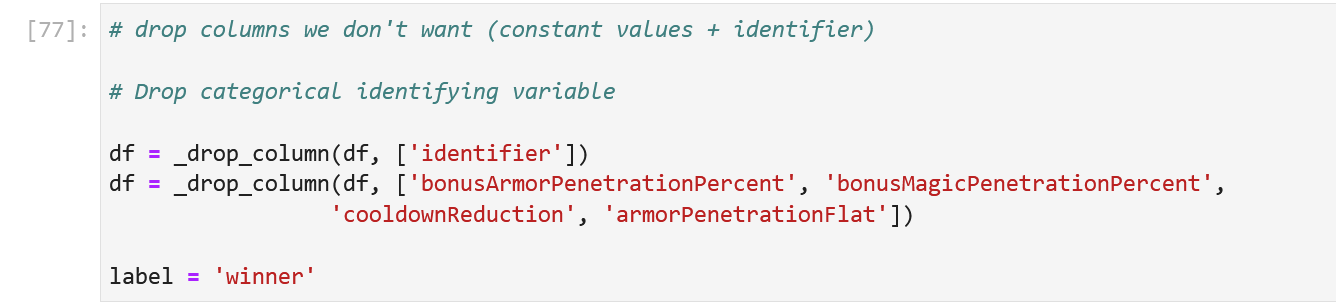 [77]: # drop columns we don't want (constant values + identifier)
# Drop categorical identifying variable
df = _drop_column(df, ['identifier'])
df = _drop_column(df, ['bonusArmorPenetrationPercent', 'bonusMagicPenetrationPercent',
'cooldownReduction', 'armorPenetrationFlat'])
label = 'winner'